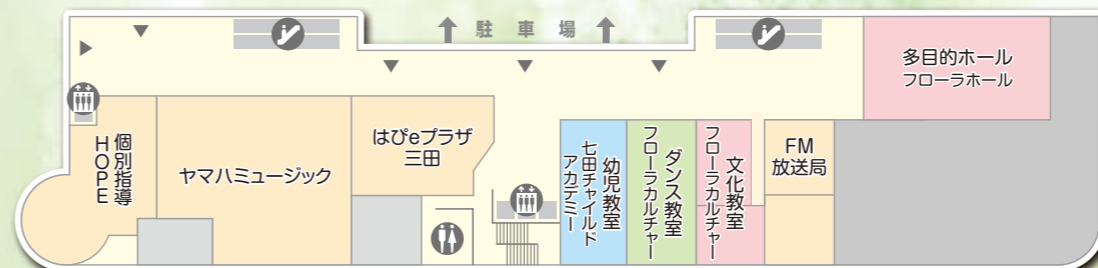 駐車場
多目的ホール
フローラホール
個別指導
HOPE
ヤマハミュージック
はぴeプラザ
三田
幼児教室
七田チャイルド
アカデミー
ダンス教室
フローラカルチャー
文化教室
フローラカルチャー
FM
放送局